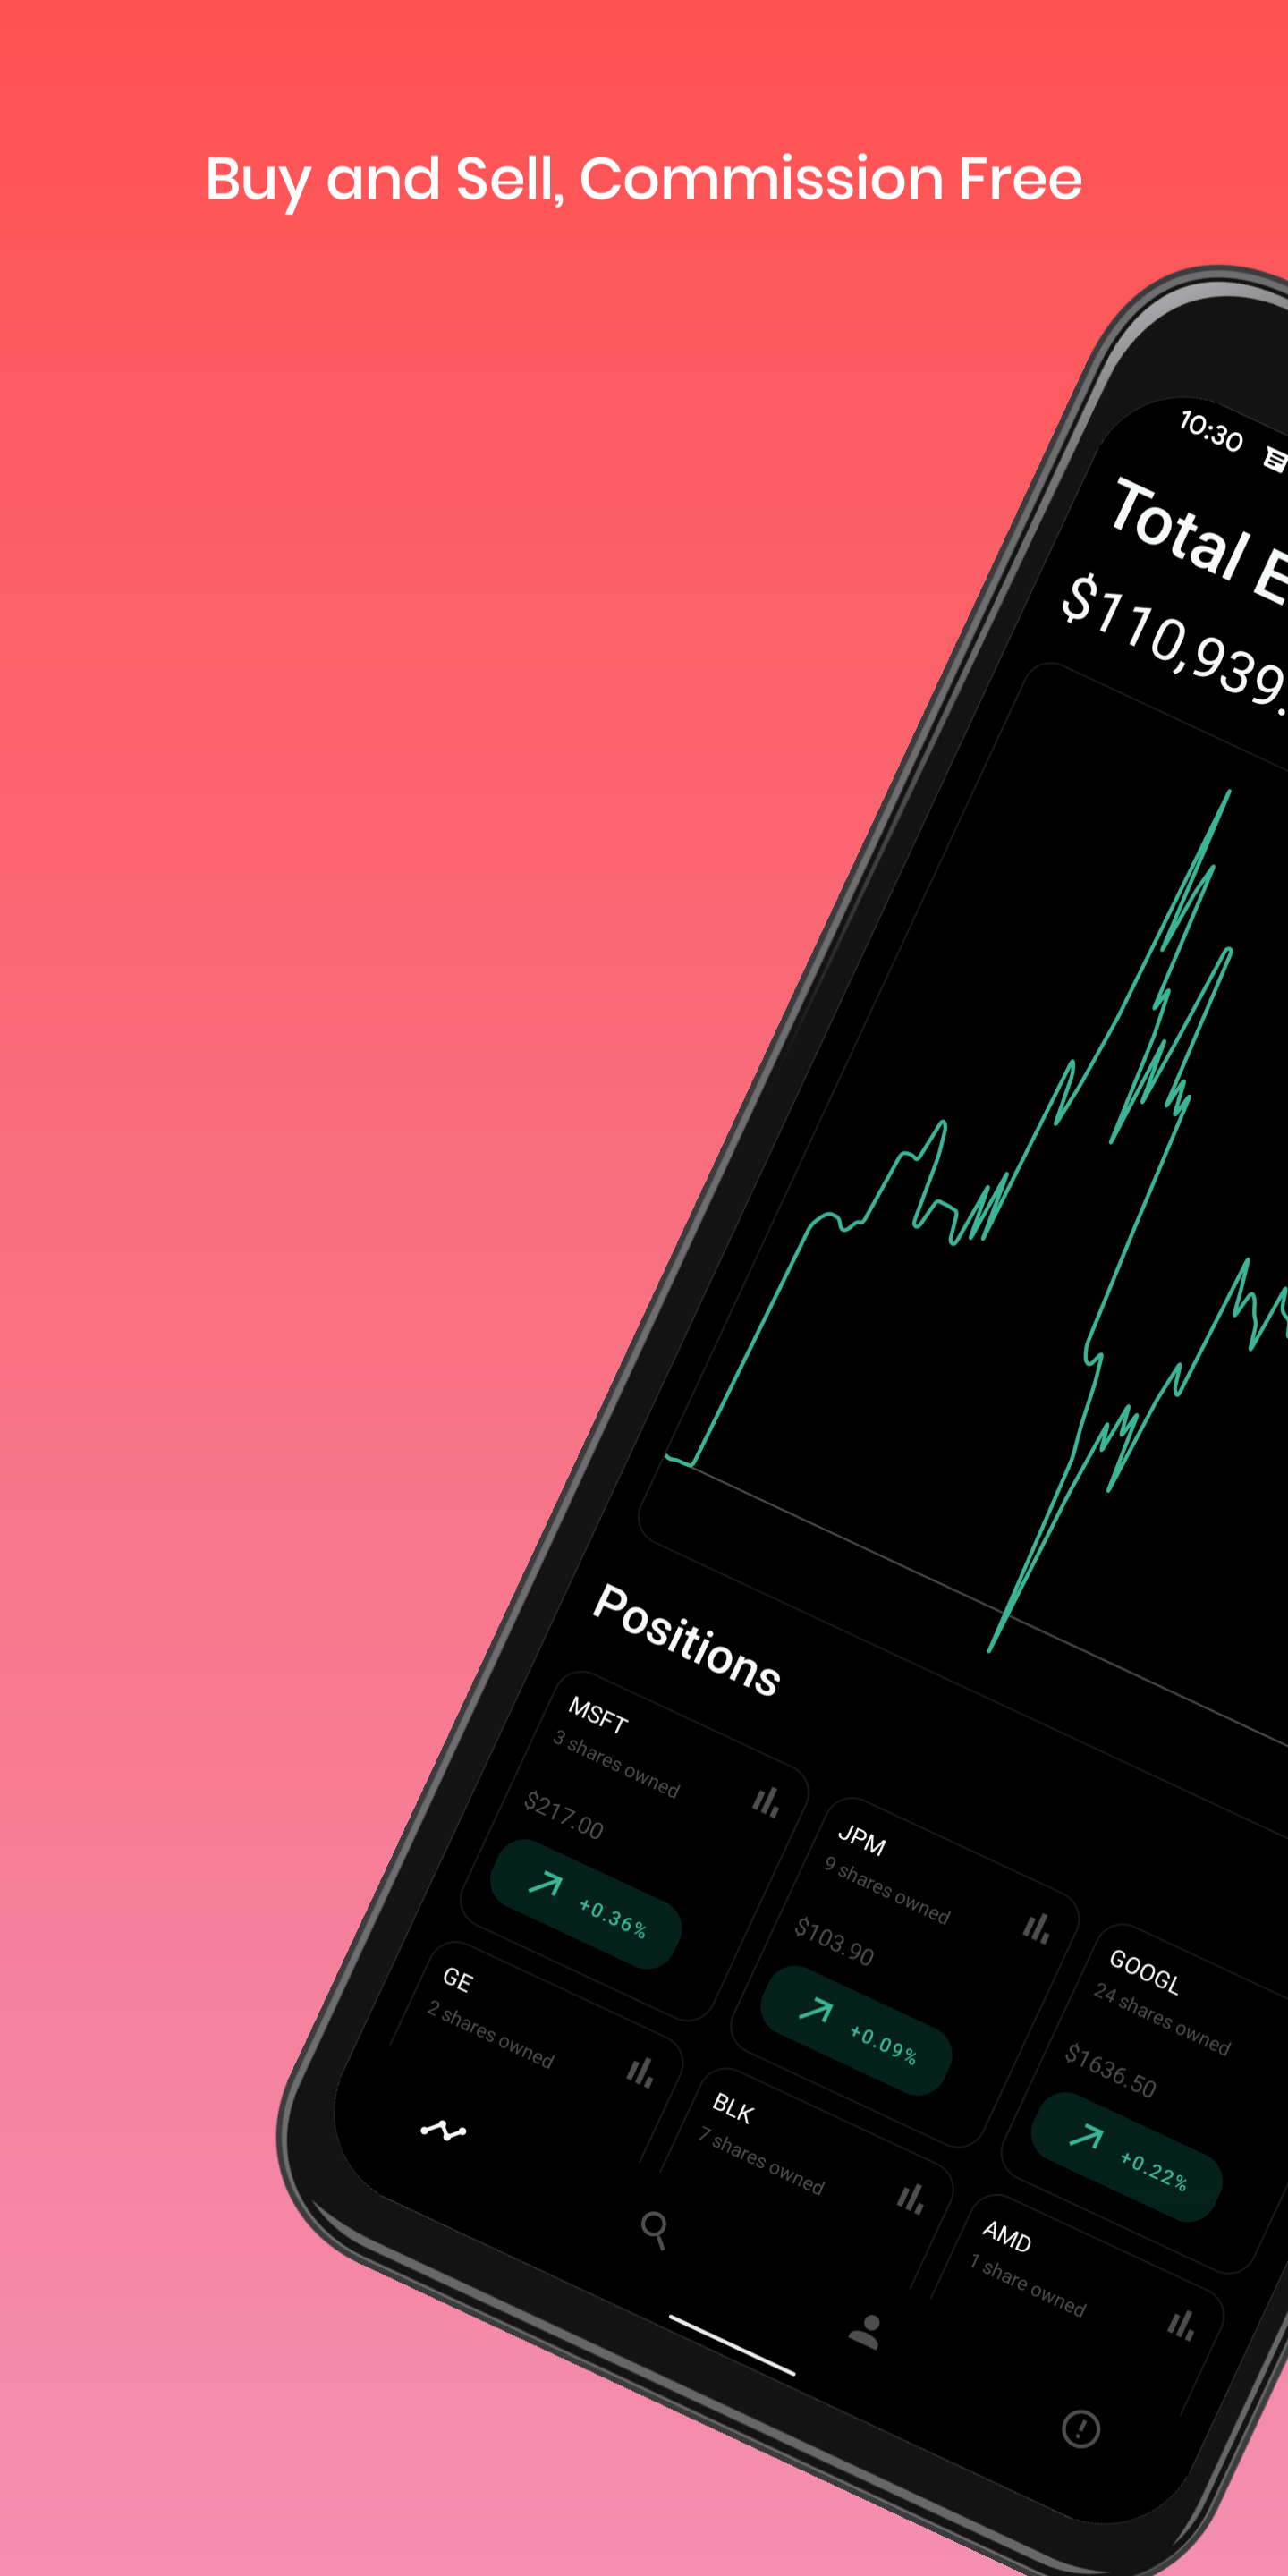 Buy and Sell, Commission Free
10:30
Total E
$110,939.
Positions
MSFT
3 shares owned
$217.00
+0.36%
JPM
9 shares owned
$103.90
+0.09%
GOOGL
24 shares owned
$1636.50
+0.22%
GE
2 shares owned
BLK
7 shares owned
AMD
1 share owned